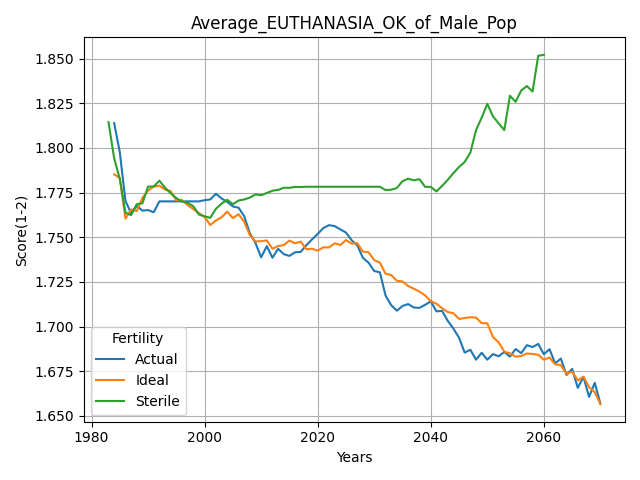 Average_EUTHANASIA_OK_of_Male_Pop
1.850
1.825
1.800
1.775
1.750
1.725
1.700
1.675
1.650
Score(1-2)
Fertility
Actual
Ideal
Sterile
1980 2000 2020 2040 2060
Years